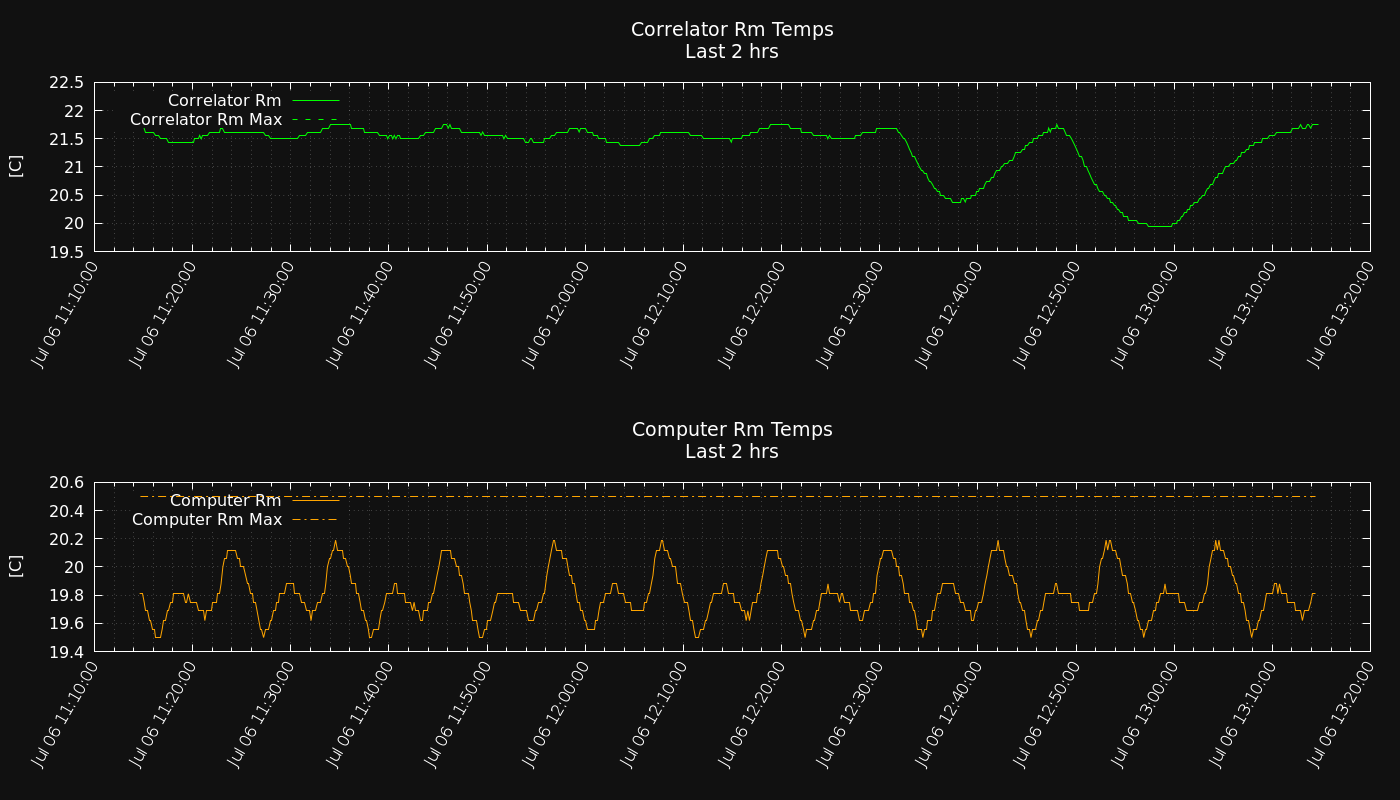 Correlator Rm Temps
Last 2 hrs
22.5
22
21.5
21
20.5
20
19.5
[C]
Correlator Rm
Correlator Rm Max
Jul 06 11:10:00
Jul 06 11:20:00
Jul 06 11:30:00
Jul 06 11:40:00
Jul 06 11:50:00
Jul 06 12:00:00
Jul 06 12:10:00
Jul 06 12:20:00
Jul 06 12:30:00
Jul 06 12:40:00
Jul 06 12:50:00
Jul 06 13:00:00
Jul 06 13:10:00
Jul 06 13:20:00
Computer Rm Temps
Last 2 hrs
20.6
20.4
20.2
20
19.8
19.6
19.4
[C]
Computer Rm
Computer Rm Max
Jul 06 11:10:00
Jul 06 11:20:00
Jul 06 11:30:00
Jul 06 11:40:00
Jul 06 11:50:00
Jul 06 12:00:00
Jul 06 12:10:00
Jul 06 12:20:00
Jul 06 12:30:00
Jul 06 12:40:00
Jul 06 12:50:00
Jul 06 13:00:00
Jul 06 13:10:00
Jul 06 13:20:00